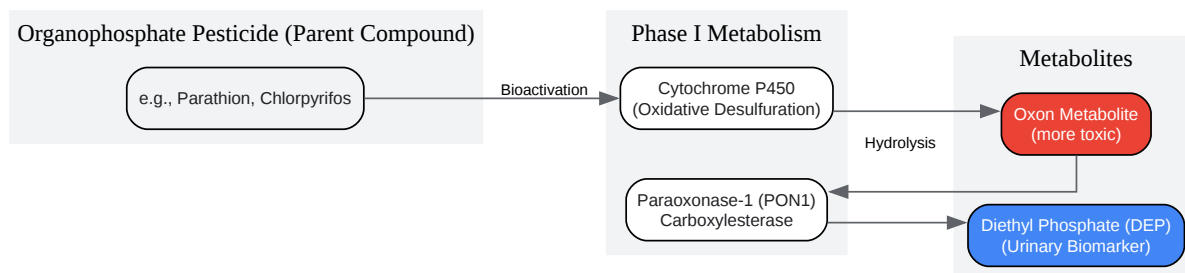 Organophosphate Pesticide (Parent Compound)
e.g., Parathion, Chlorpyrifos
Bioactivation
Phase I Metabolism
Cytochrome P450
(Oxidative Desulfuration)
Hydrolysis
Paraoxonase-1 (PON1)
Carboxylesterase
Metabolites
Oxon Metabolite
(more toxic)
Diethyl Phosphate (DEP)
(Urinary Biomarker)